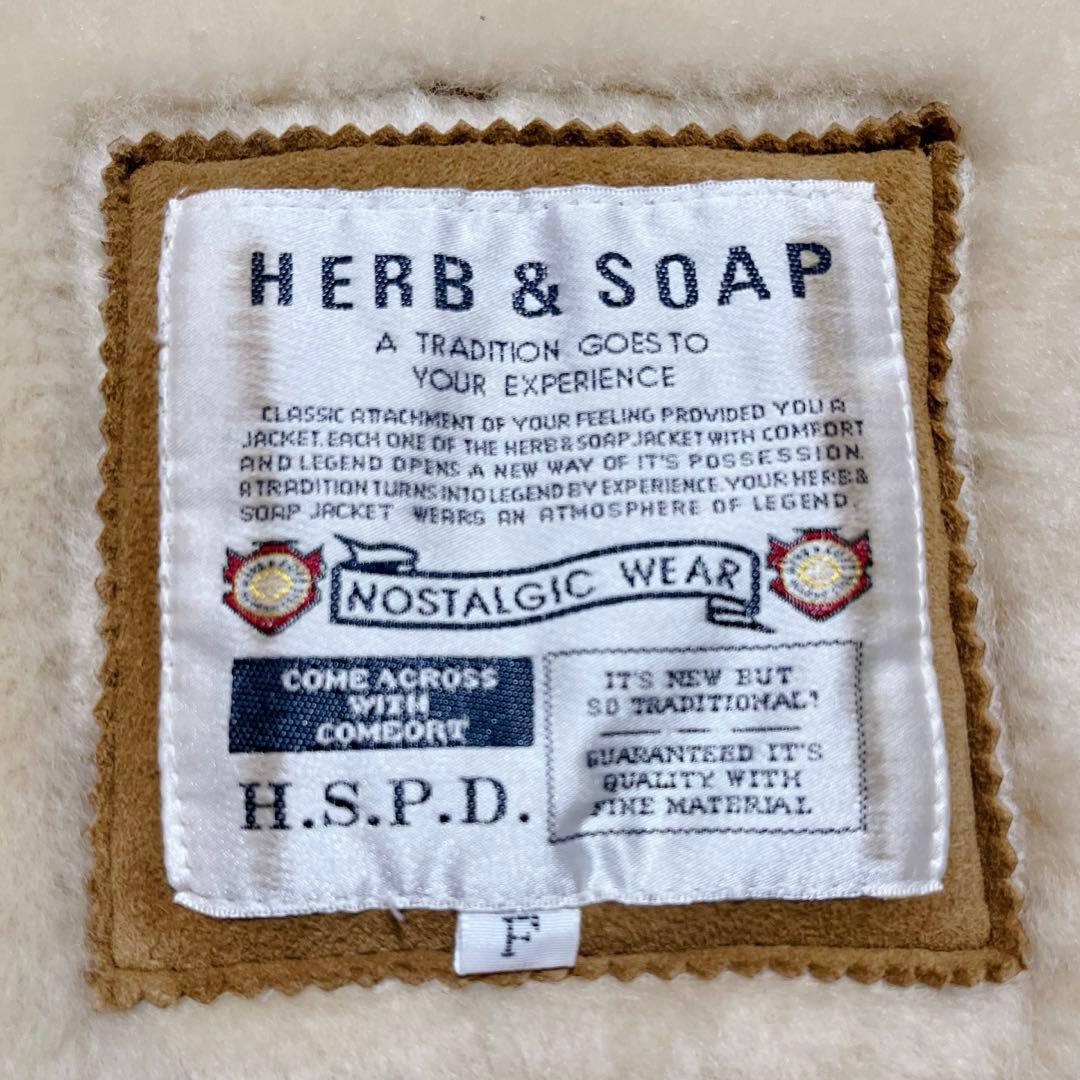 HERB & SOAP
A TRADITION GOES TO
YOUR EXPERIENCE
CLASSIC ATTACHMENT OF YOUR FEELING PROVIDED YOU A
JACKET. EACH ONE OF THE HERB & SOAP JACKET WITH COMFORT
AND LEGEND OPENS A NEW WAY OF IT'S POSSESSION.
A TRADITION TURNS INTO LEGEND BY EXPERIENCE. YOUR HERB &
SOAP JACKET WEARS AN ATMOSPHERE OF LEGEND.
NOSTALGIC WEAR
COME ACROSS
WITH
COMFORT
H.S.P.D.
IT'S NEW BUT
SO TRADITIONAL!
GUARANTEED IT'S
QUALITY WITH
FINE MATERIAL
F